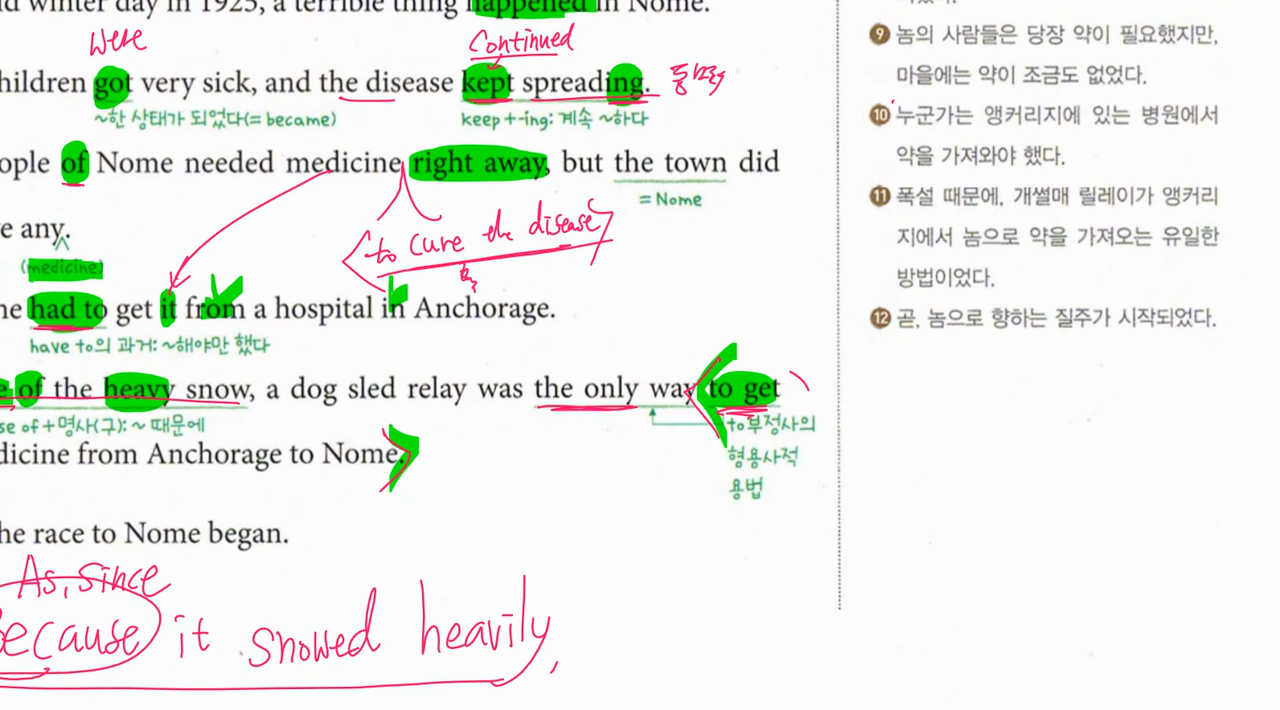 d winter day in 1925, a terrible thing happened in Nome.
Were
Continued
hildren got very sick, and the disease kept spreading.
~한 상태가 되었다(= became)
keep+-ing: 계속 ~하다
ople of Nome needed medicine right away, but the town did
= Nome
e any.
(medicine)
to cure the disease
ne had to get it from a hospital in Anchorage.
have to의 과거: ~해야만 했다
e of the heavy snow, a dog sled relay was the only way to get
se of+명사(구): ~ 때문에
to부정사의
형용사적
용법
dicine from Anchorage to Nome.
he race to Nome began.
As, since
because it snowed heavily,
⑨ 놈의 사람들은 당장 약이 필요했지만,
마을에는 약이 조금도 없었다.
⑩ 누군가는 앵커리지에 있는 병원에서
약을 가져와야 했다.
⑪ 폭설 때문에, 개썰매 릴레이가 앵커리
지에서 놈으로 약을 가져오는 유일한
방법이었다.
⑫ 곧, 놈으로 향하는 질주가 시작되었다.